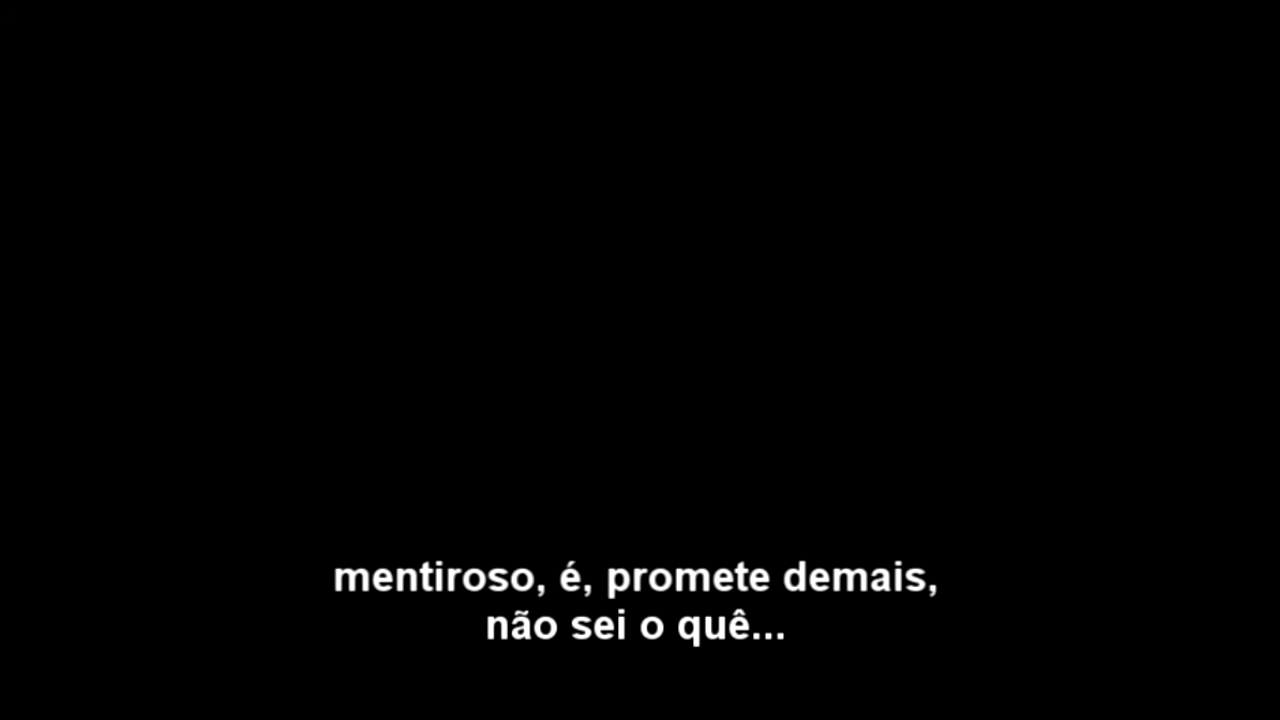 mentiroso, é, promete demais,
não sei o quê...